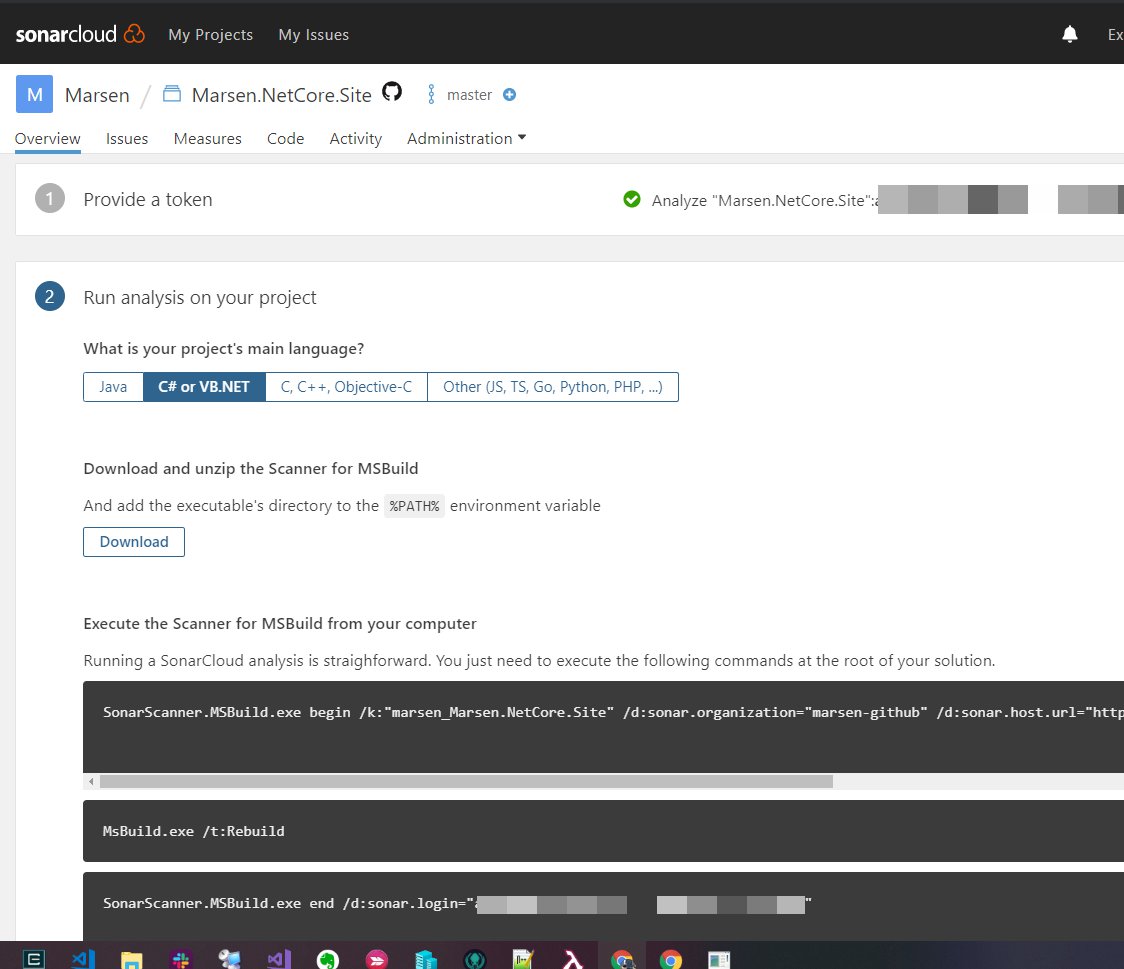 sonarcloud My Projects My Issues Ex
M Marsen / Marsen.NetCore.Site master
Overview Issues Measures Code Activity Administration
1 Provide a token Analyze "Marsen.NetCore.Site":a
2 Run analysis on your project
What is your project's main language?
Java C# or VB.NET C, C++, Objective-C Other (JS, TS, Go, Python, PHP, ...)
Download and unzip the Scanner for MSBuild
And add the executable's directory to the %PATH% environment variable
Download
Execute the Scanner for MSBuild from your computer
Running a SonarCloud analysis is straighforward. You just need to execute the following commands at the root of your solution.
SonarScanner.MSBuild.exe begin /k:"marsen_Marsen.NetCore.Site" /d:sonar.organization="marsen-github" /d:sonar.host.url="http
MsBuild.exe /t:Rebuild
SonarScanner.MSBuild.exe end /d:sonar.login="a "